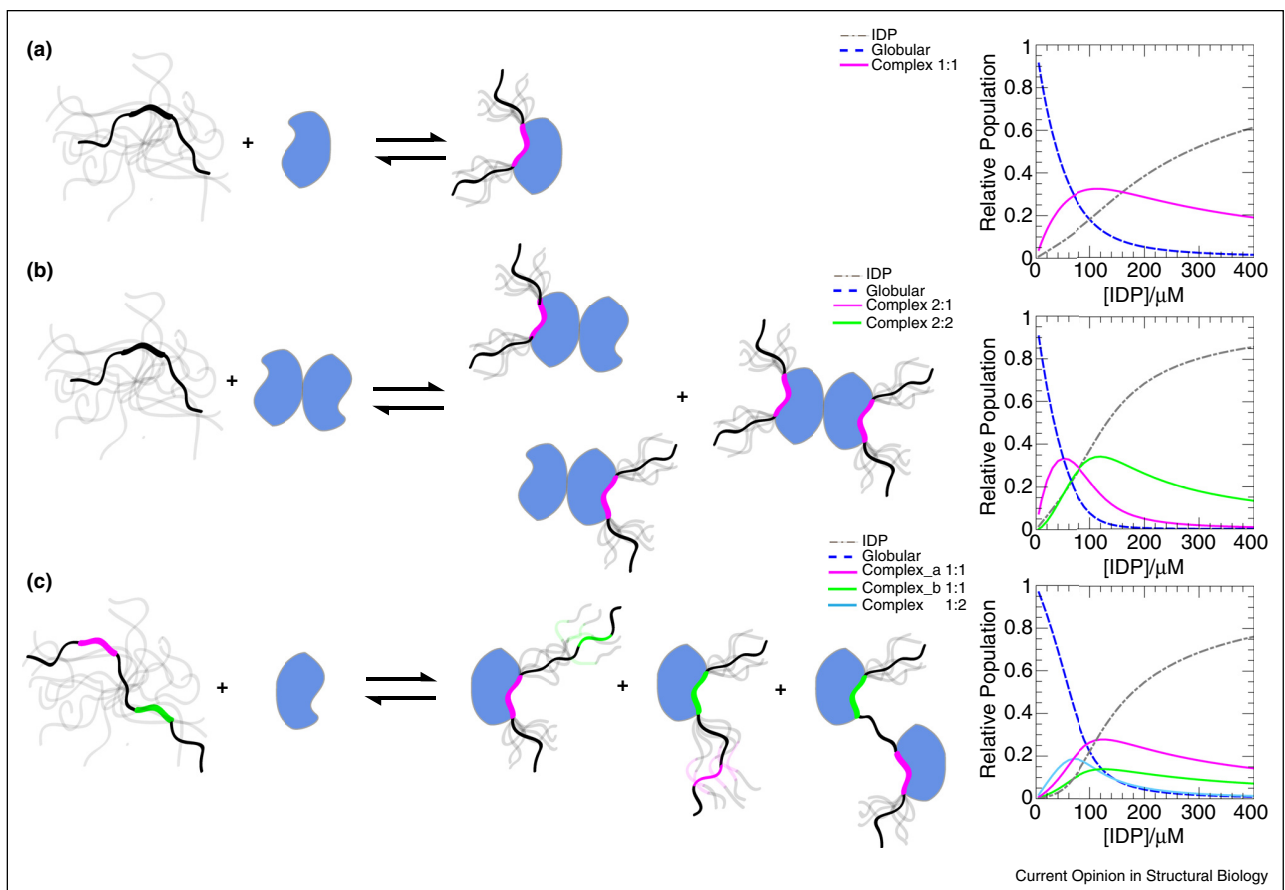 (a)
IDP
Globular
Complex 1:1
+
Relative Population
1
0.8
0.6
0.4
0.2
0
0 100 200 300 400
[IDP]/μM
(b)
IDP
Globular
Complex 2:1
Complex 2:2
+
+
Relative Population
1
0.8
0.6
0.4
0.2
0
0 100 200 300 400
[IDP]/μM
(c)
IDP
Globular
Complex_a 1:1
Complex_b 1:1
Complex 1:2
+
+
+
Relative Population
1
0.8
0.6
0.4
0.2
0
0 100 200 300 400
[IDP]/μM
Current Opinion in Structural Biology